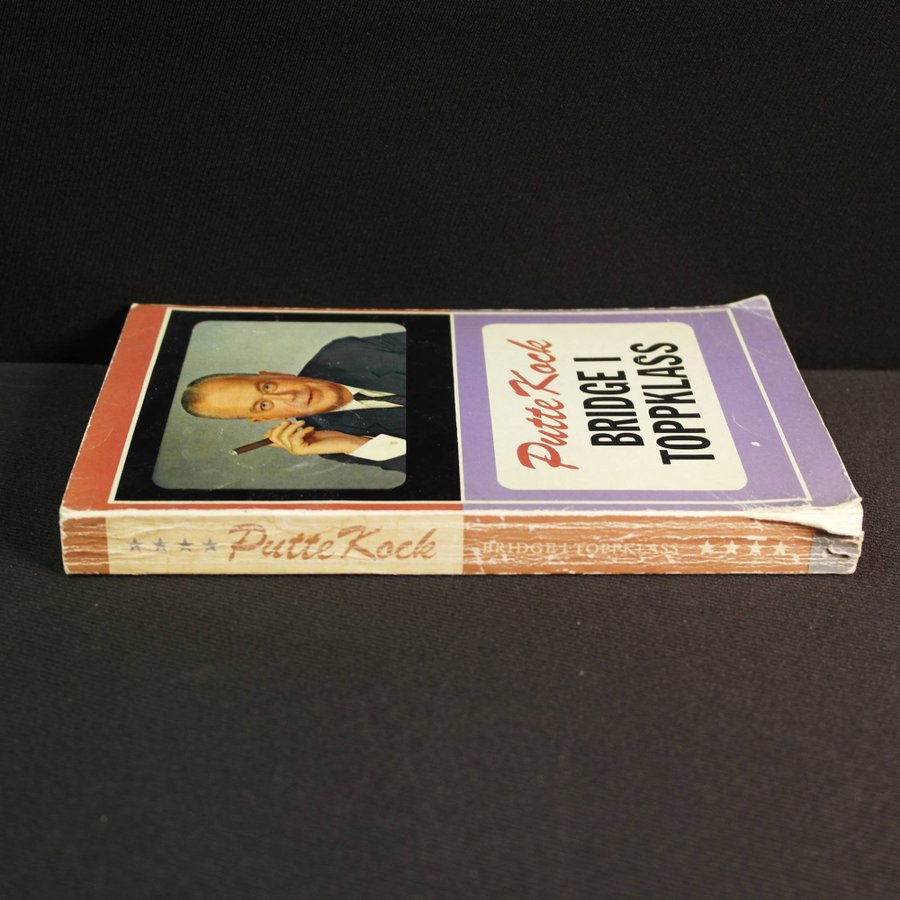 Putte Kock
BRIDGE I
TOPPKLASS
Putte Kock
BRIDGE I TOPPKLASS